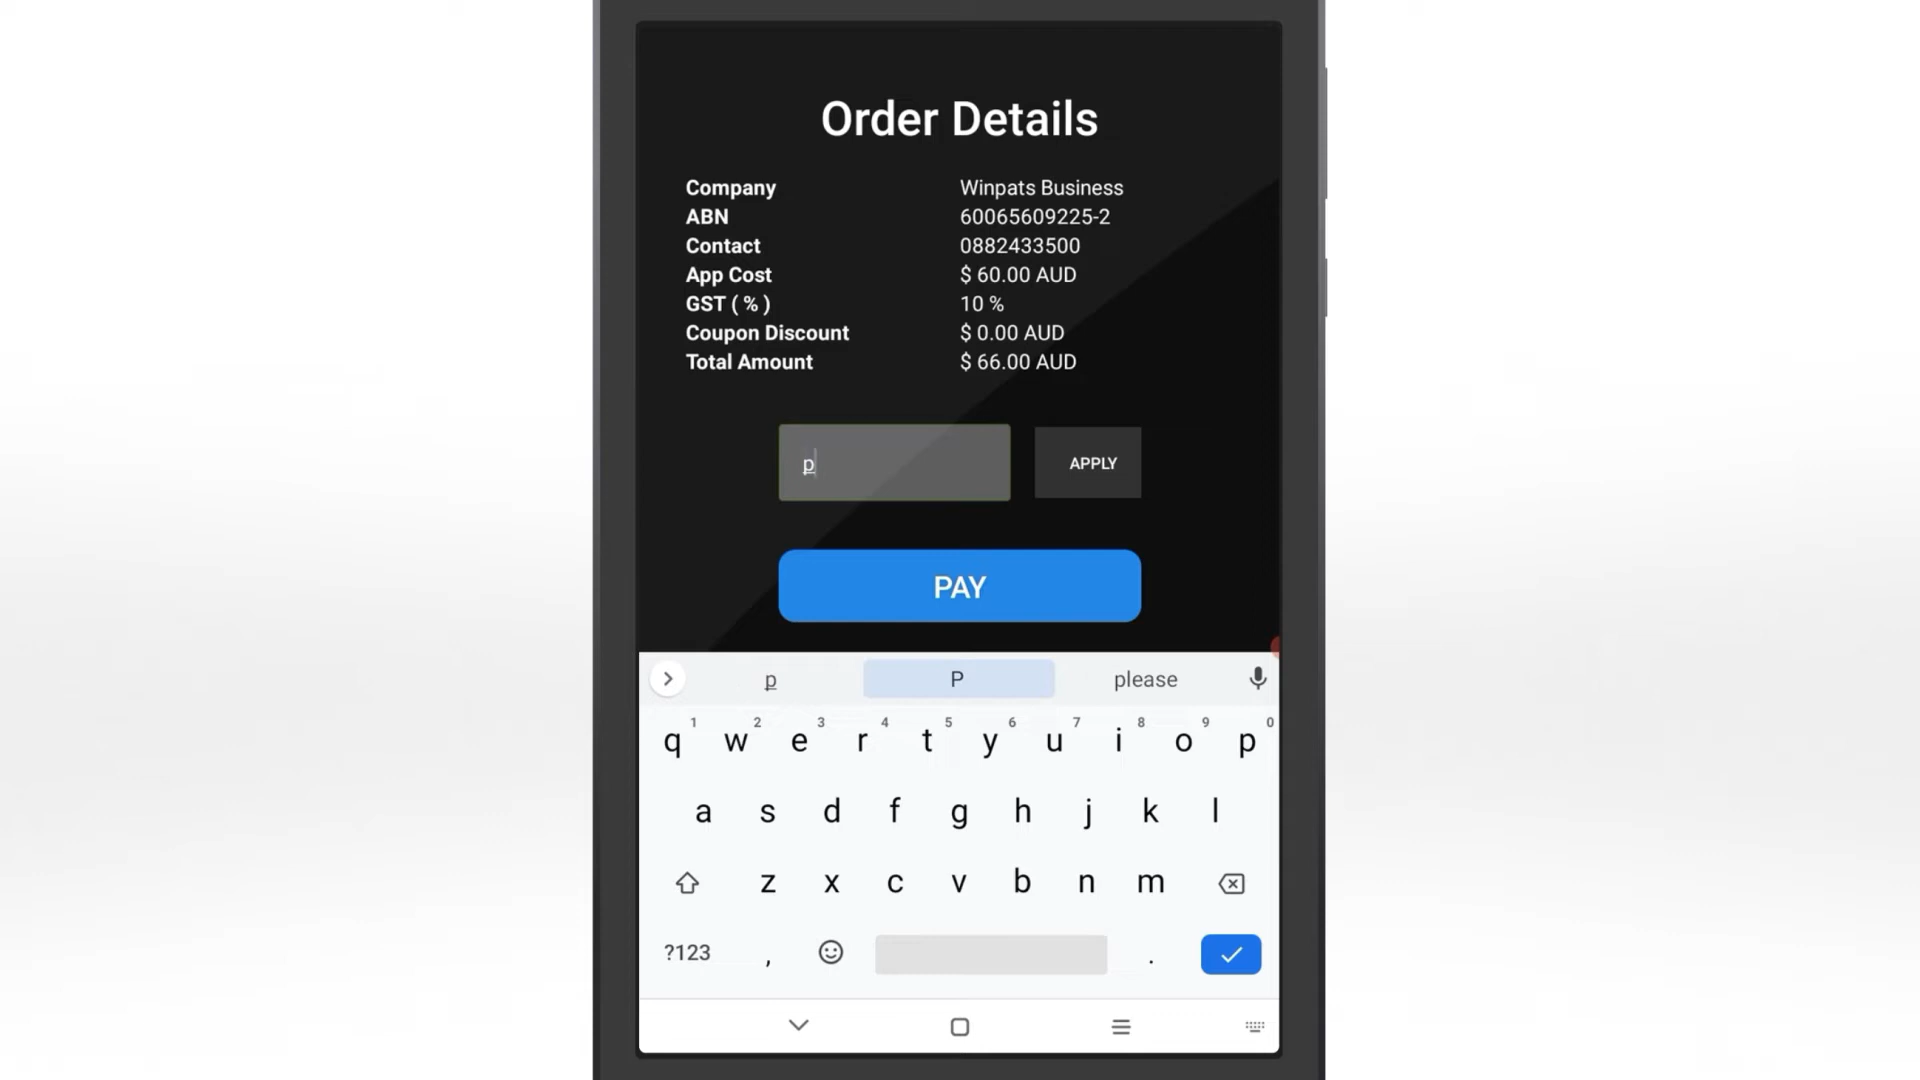 Order Details
Company Winpats Business
ABN 60065609225-2
Contact 0882433500
App Cost $ 60.00 AUD
GST ( % ) 10 %
Coupon Discount $ 0.00 AUD
Total Amount $ 66.00 AUD
p APPLY
PAY
p P please
1 2 3 4 5 6 7 8 9 0
q w e r t y u i o p
a s d f g h j k l
z x c v b n m
?123 , .